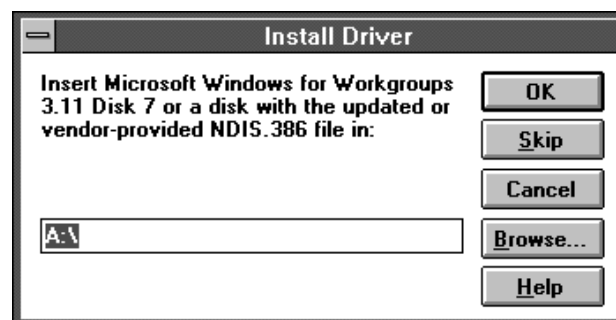 Install Driver
Insert Microsoft Windows for Workgroups
3.11 Disk 7 or a disk with the updated or
vendor-provided NDIS.386 file in:
A:\
OK
Skip
Cancel
Browse...
Help